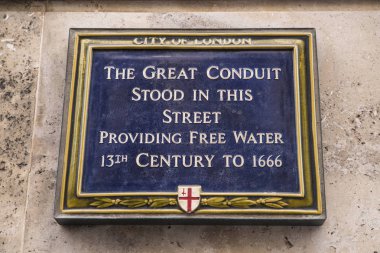 CITY OF LONDON
THE GREAT CONDUIT
STOOD IN THIS
STREET
PROVIDING FREE WATER
13TH CENTURY TO 1666